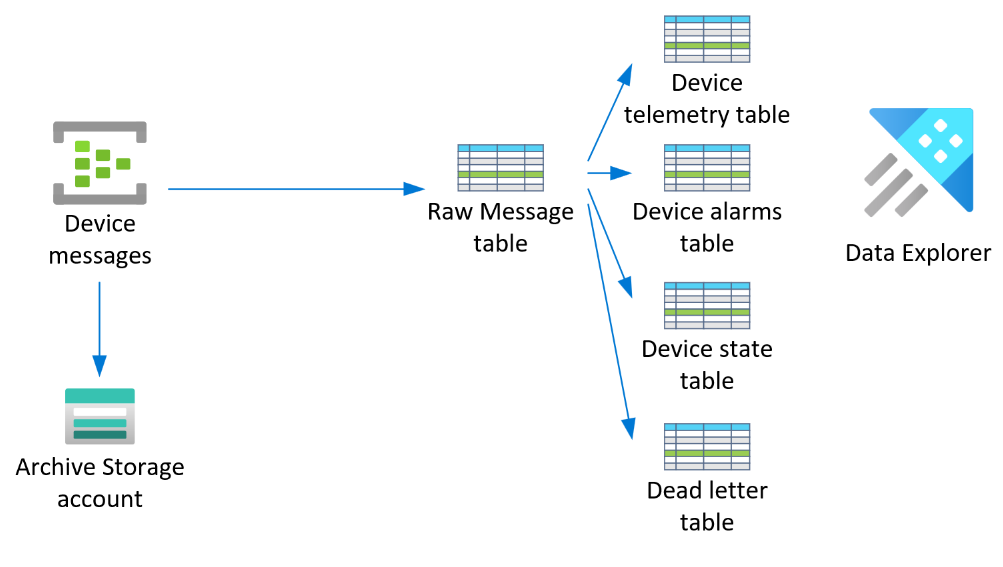 Device
messages
Archive Storage
account
Raw Message
table
Device
telemetry table
Device alarms
table
Device state
table
Dead letter
table
Data Explorer